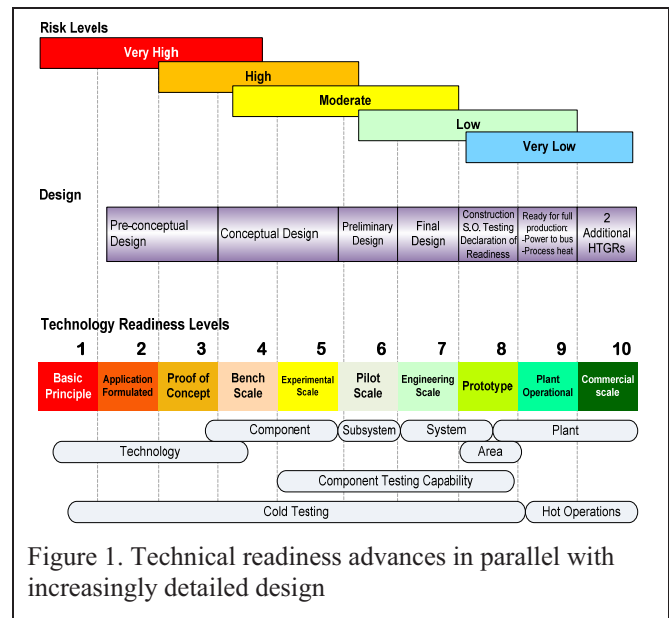 Risk Levels
Very High
High
Moderate
Low
Very Low
Design
Pre-conceptual
Design
Conceptual Design
Preliminary
Design
Final
Design
Construction
S.O. Testing
Declaration of
Readiness
Ready for full
production:
-Power to bus
-Process heat
2
Additional
HTGRs
Technology Readiness Levels
1 2 3 4 5 6 7 8 9 10
Basic
Principle
Application
Formulated
Proof of
Concept
Bench
Scale
Experimental
Scale
Pilot
Scale
Engineering
Scale
Prototype
Plant
Operational
Commercial
scale
Component
Subsystem
System
Plant
Technology
Area
Component Testing Capability
Cold Testing
Hot Operations
Figure 1. Technical readiness advances in parallel with
increasingly detailed design